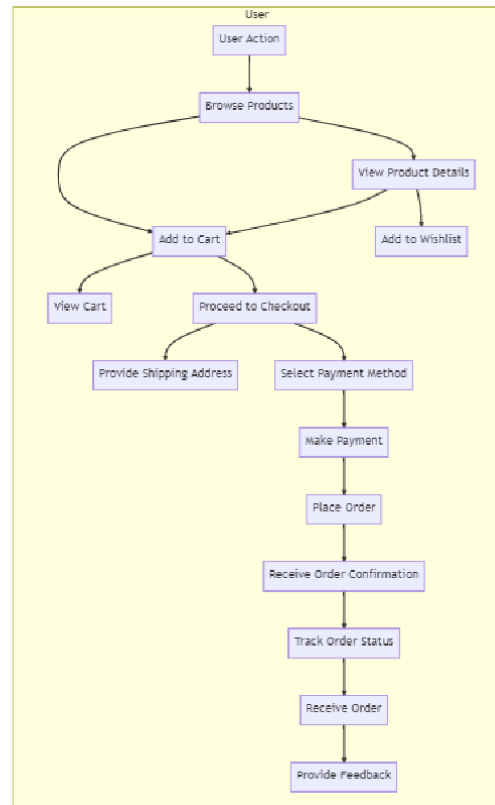 User
User Action
Browse Products
View Product Details
Add to Cart
Add to Wishlist
View Cart
Proceed to Checkout
Provide Shipping Address
Select Payment Method
Make Payment
Place Order
Receive Order Confirmation
Track Order Status
Receive Order
Provide Feedback